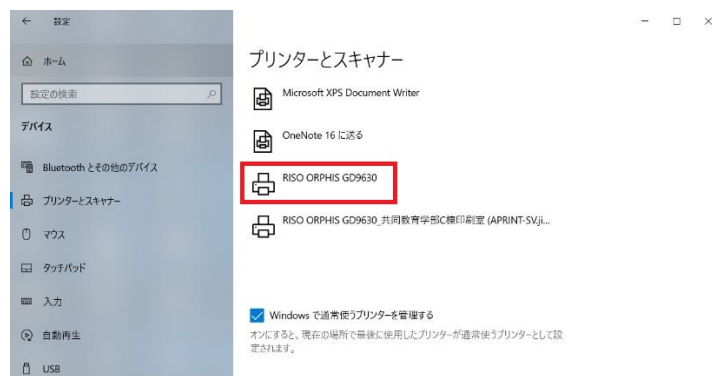 設定
ホーム
設定の検索
デバイス
Bluetooth とその他のデバイス
プリンターとスキャナー
マウス
タッチパッド
入力
自動再生
USB
プリンターとスキャナー
Microsoft XPS Document Writer
OneNote 16 に送る
RISO ORPHIS GD9630
RISO ORPHIS GD9630_共同教育学部C棟印刷室 (APRINT-SV.ji...
Windows で通常使うプリンターを管理する
オンにすると、現在の場所で最後に使用したプリンターが通常使うプリンターとして設
定されます。